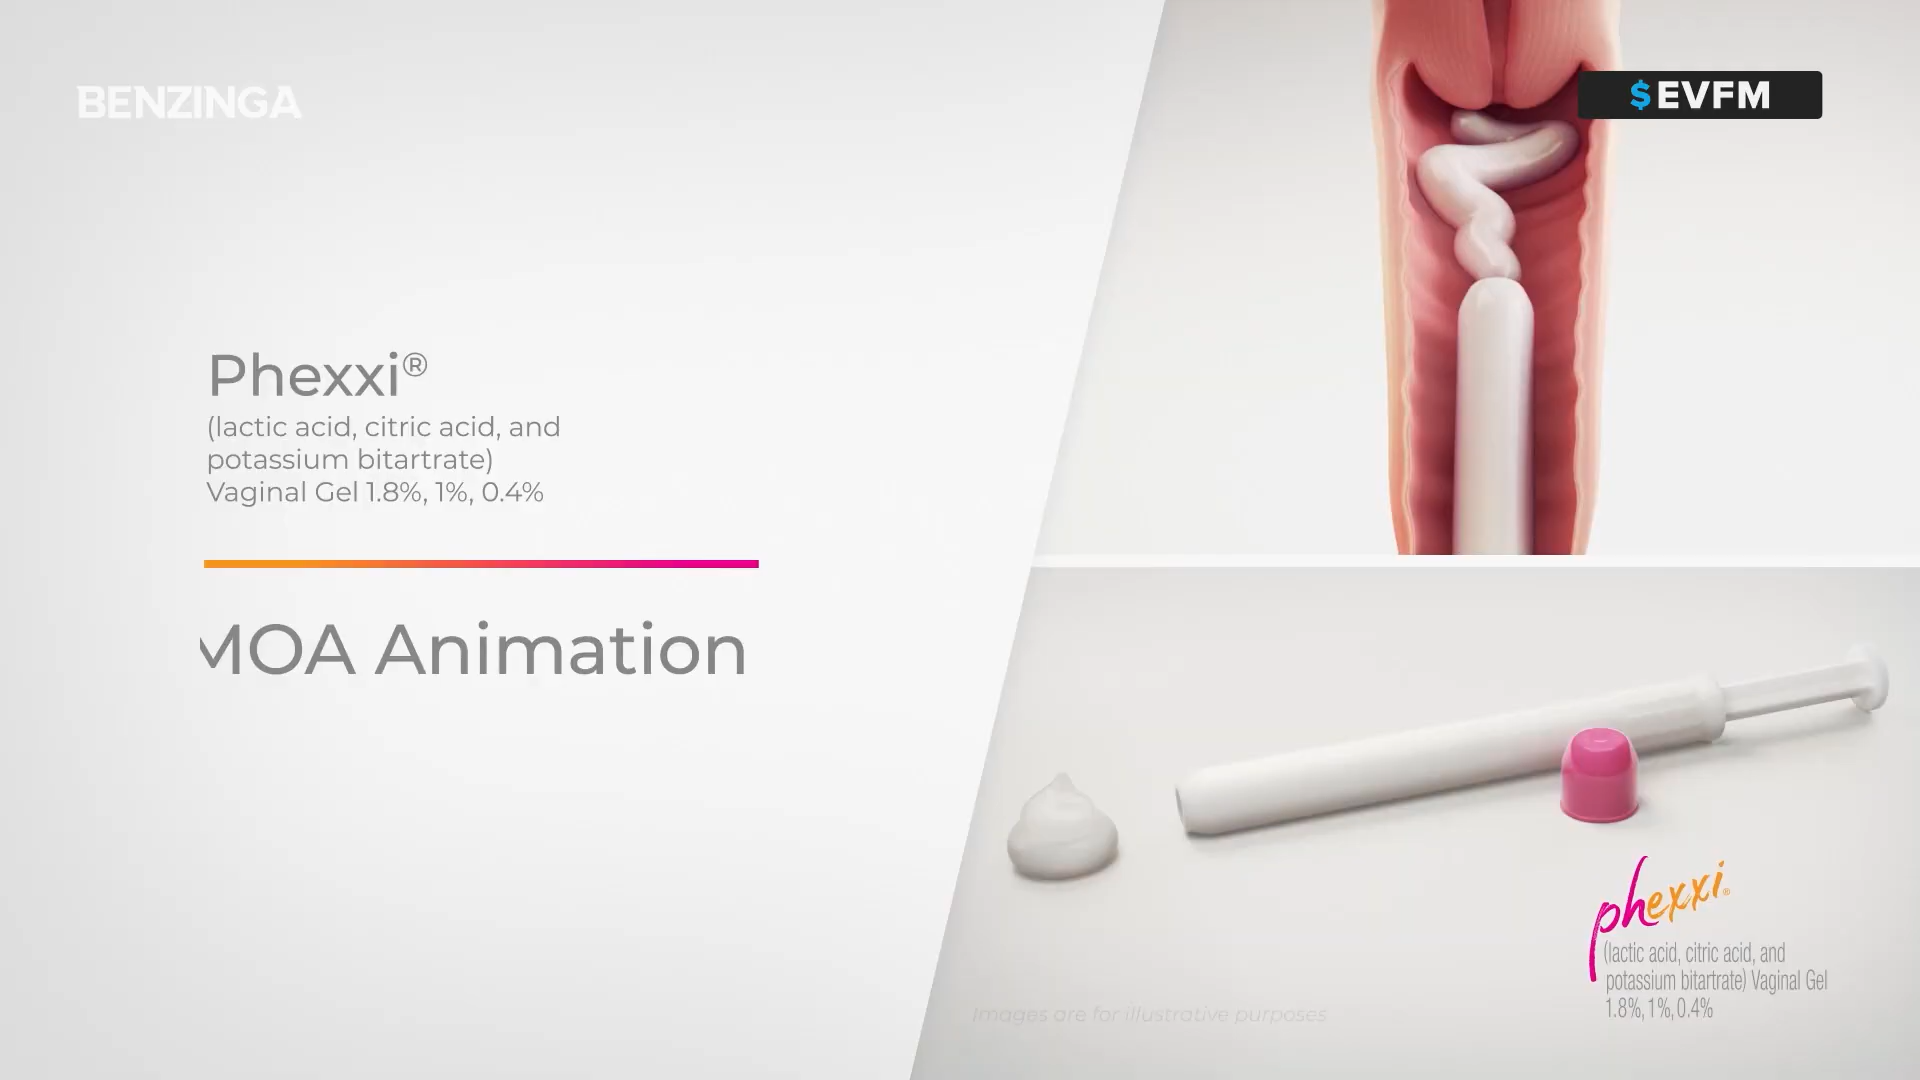 BENZINGA
$EVFM
Phexxi®
(lactic acid, citric acid, and
potassium bitartrate)
Vaginal Gel 1.8%, 1%, 0.4%
MOA Animation
phexxi®
(lactic acid, citric acid, and
potassium bitartrate) Vaginal Gel
1.8%, 1%, 0.4%
Images are for illustrative purposes